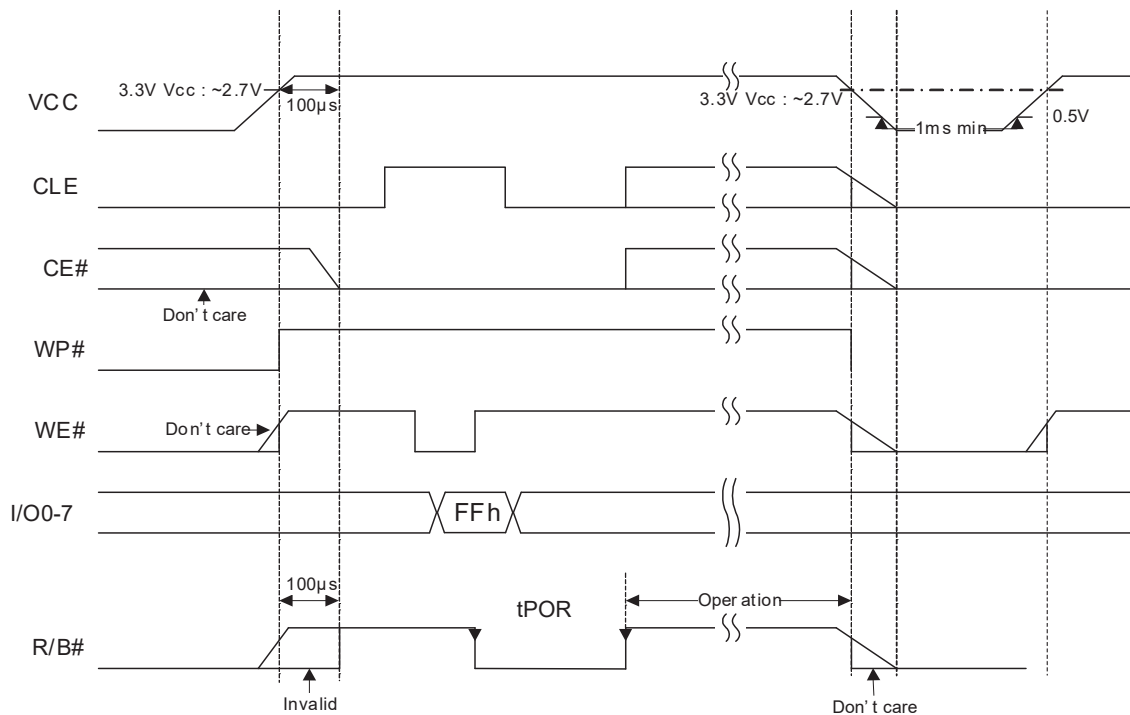 VCC
3.3V Vcc : ~2.7V
100µs
3.3V Vcc : ~2.7V
1ms min
0.5V
CLE
CE#
Don't care
WP#
WE#
Don't care
I/O0-7
FFh
100µs
tPOR
Operation
R/B#
Invalid
Don't care